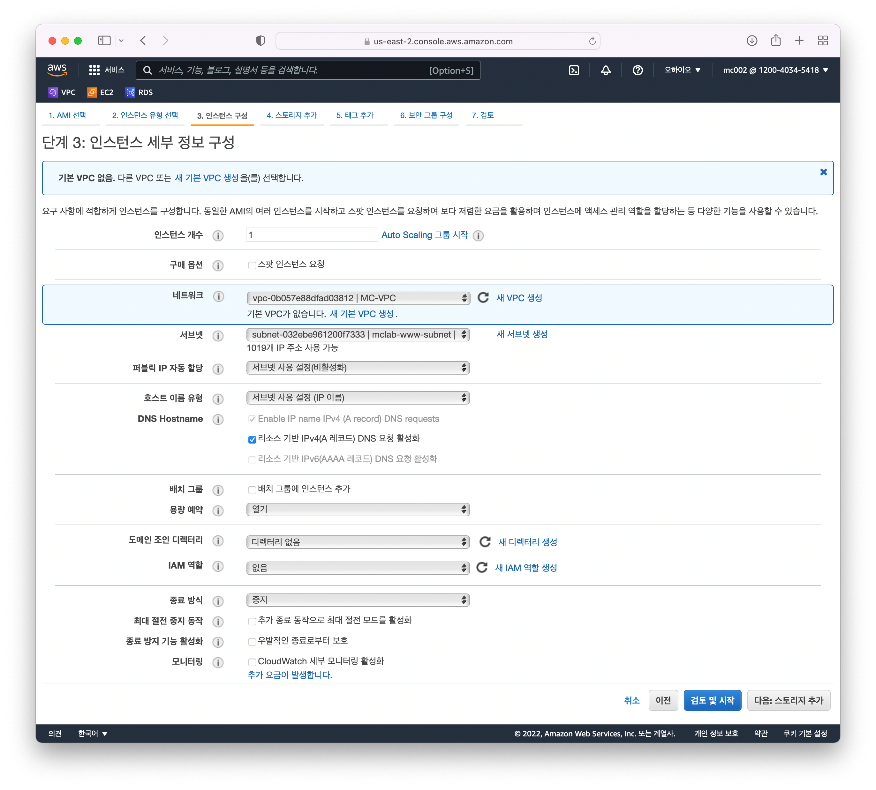 us-east-2.console.aws.amazon.com
aws 서비스 서비스, 기능, 블로그, 설명서 등을 검색합니다. [Option+S] 오하이오 ▼ mc002 @ 1200-4034-5418 ▼
VPC EC2 RDS
1. AMI 선택 2. 인스턴스 유형 선택 3. 인스턴스 구성 4. 스토리지 추가 5. 태그 추가 6. 보안 그룹 구성 7. 검토
단계 3: 인스턴스 세부 정보 구성
기본 VPC 없음. 다른 VPC 또는 새 기본 VPC 생성을(를) 선택합니다.
요구 사항에 적합하게 인스턴스를 구성합니다. 동일한 AMI의 여러 인스턴스를 시작하고 스팟 인스턴스를 요청하여 보다 저렴한 요금을 활용하며 인스턴스에 액세스 관리 역할을 할당하는 등 다양한 기능을 사용할 수 있습니다.
인스턴스 개수 1 Auto Scaling 그룹 시작
구매 옵션 스팟 인스턴스 요청
네트워크 vpc-0b057e88dfad03812 | MC-VPC 새 VPC 생성
기본 VPC가 없습니다. 새 기본 VPC 생성.
서브넷 subnet-032ebe961200f7333 | mclab-www-subnet | 새 서브넷 생성
1019개 IP 주소 사용 가능
퍼블릭 IP 자동 할당 서브넷 사용 설정(비활성화)
호스트 이름 유형 서브넷 사용 설정 (IP 이름)
DNS Hostname Enable IP name IPv4 (A record) DNS requests
리소스 기반 IPv4(A 레코드) DNS 요청 활성화
리소스 기반 IPv6(AAAA 레코드) DNS 요청 활성화
배치 그룹 배치 그룹에 인스턴스 추가
용량 예약 열기
도메인 조인 디렉터리 디렉터리 없음 새 디렉터리 생성
IAM 역할 없음 새 IAM 역할 생성
종료 방식 중지
최대 절전 중지 동작 추가 종료 동작으로 최대 절전 모드를 활성화
종료 방지 기능 활성화 우발적인 종료로부터 보호
모니터링 CloudWatch 세부 모니터링 활성화
추가 요금이 발생합니다.
취소 이전 검토 및 시작 다음: 스토리지 추가
의견 한국어 ▼ © 2022, Amazon Web Services, Inc. 또는 계열사. 개인 정보 보호 약관 쿠키 기본 설정